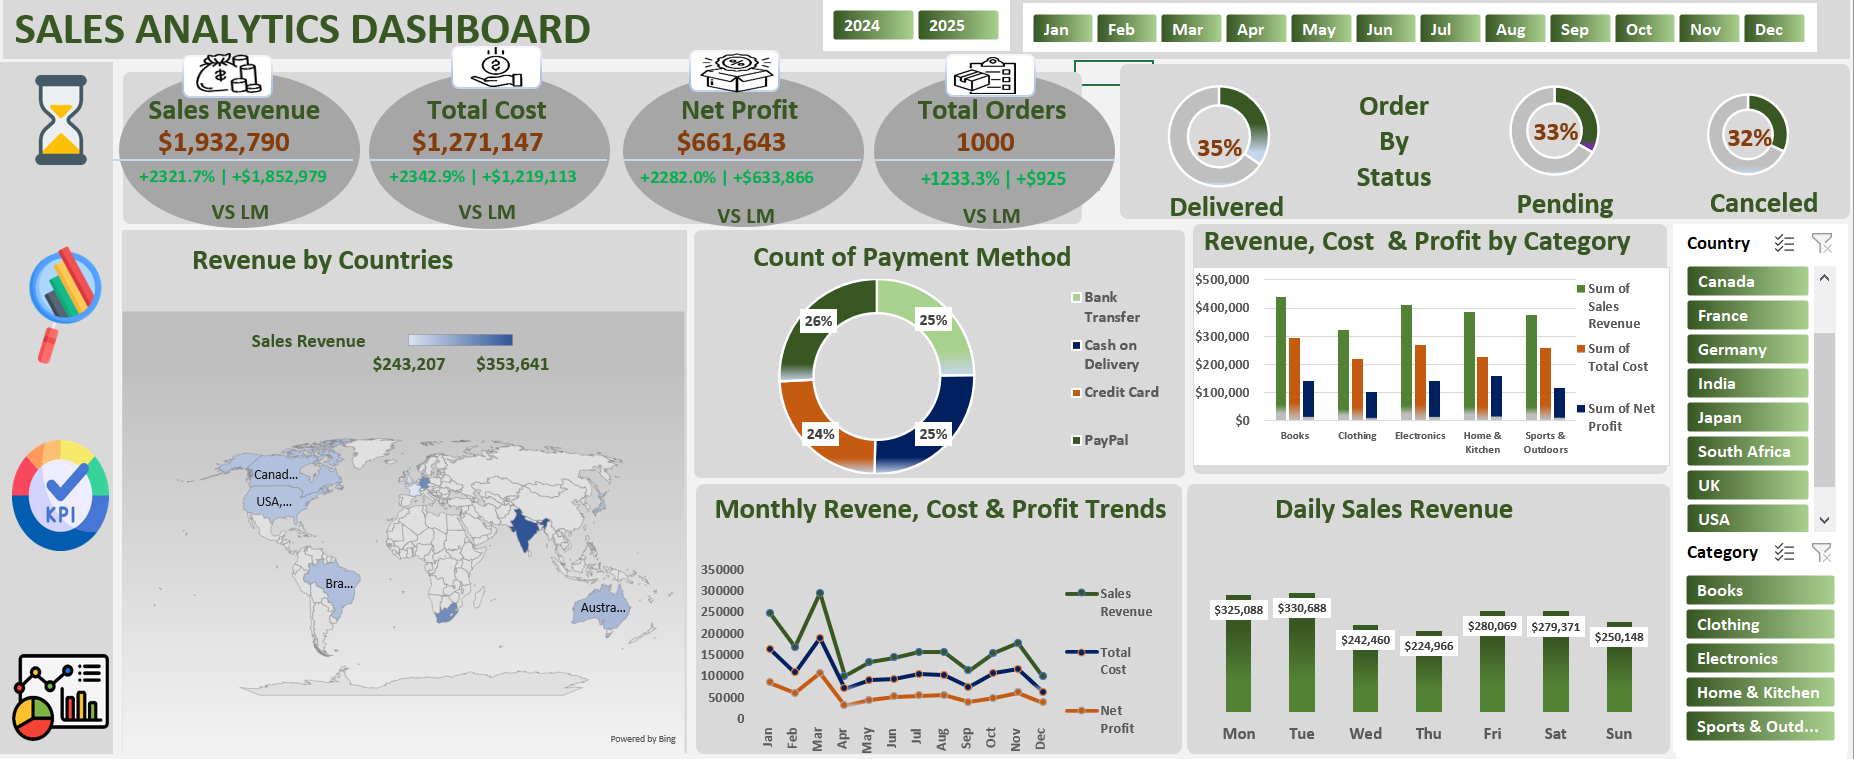 SALES ANALYTICS DASHBOARD
2024
2025
Jan
Feb
Mar
Apr
May
Jun
Jul
Aug
Sep
Oct
Nov
Dec
Sales Revenue
$1,932,790
+2321.7% | +$1,852,979
VS LM
Total Cost
$1,271,147
+2342.9% | +$1,219,113
VS LM
Net Profit
$661,643
+2282.0% | +$633,866
VS LM
Total Orders
1000
+1233.3% | +$925
VS LM
35%
Delivered
Order
By
Status
33%
Pending
32%
Canceled
KPI
Revenue by Countries
Sales Revenue
$243,207
$353,641
Canad...
USA,...
Bra...
Austra...
Powered by Bing
Count of Payment Method
26%
25%
24%
25%
Bank
Transfer
Cash on
Delivery
Credit Card
PayPal
Revenue, Cost & Profit by Category
$500,000
$400,000
$300,000
$200,000
$100,000
$0
Books
Clothing
Electronics
Home &
Kitchen
Sports &
Outdoors
Sum of
Sales
Revenue
Sum of
Total Cost
Sum of Net
Profit
Monthly Revene, Cost & Profit Trends
350000
300000
250000
200000
150000
100000
50000
0
Jan
Feb
Mar
Apr
May
Jun
Jul
Aug
Sep
Oct
Nov
Dec
Sales
Revenue
Total
Cost
Net
Profit
Daily Sales Revenue
$325,088
$330,688
$242,460
$224,966
$280,069
$279,371
$250,148
Mon
Tue
Wed
Thu
Fri
Sat
Sun
Country
Canada
France
Germany
India
Japan
South Africa
UK
USA
Category
Books
Clothing
Electronics
Home & Kitchen
Sports & Outd...